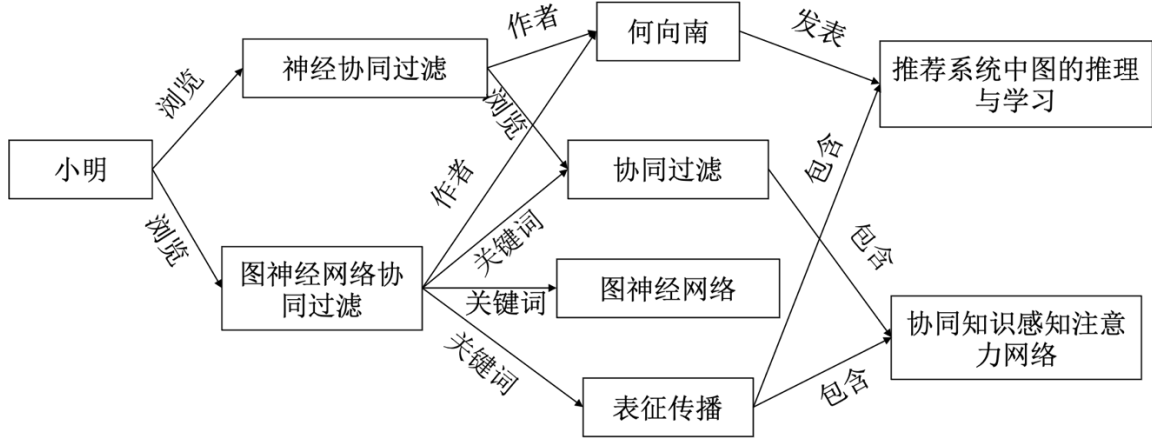 作者
何向南
发表
神经协同过滤
推荐系统中图的推理
与学习
浏览
浏览
小明
协同过滤
包含
作者
浏览
关键词
包含
图神经网络协
同过滤
图神经网络
关键词
协同知识感知注意
力网络
关键词
包含
表征传播